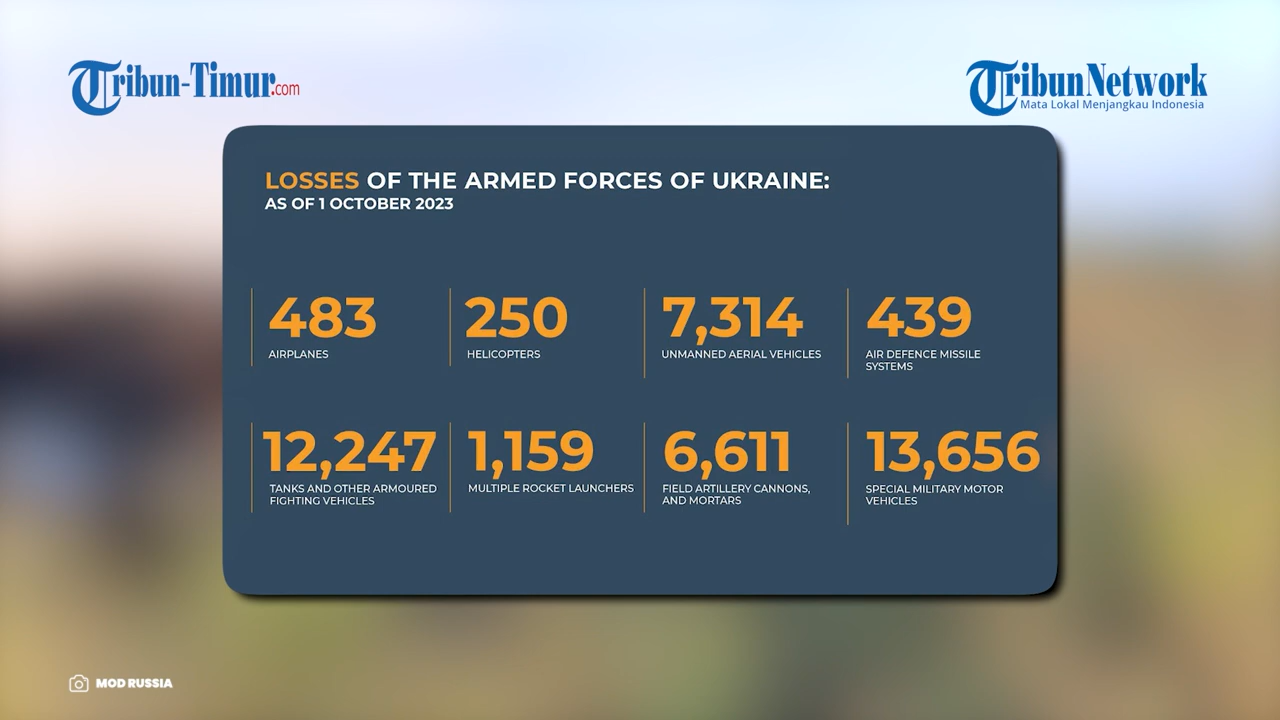 Tribun-Timur.com
TribunNetwork
Mata Lokal Menjangkau Indonesia
LOSSES OF THE ARMED FORCES OF UKRAINE:
AS OF 1 OCTOBER 2023
483
AIRPLANES
250
HELICOPTERS
7,314
UNMANNED AERIAL VEHICLES
439
AIR DEFENCE MISSILE
SYSTEMS
12,247
TANKS AND OTHER ARMOURED
FIGHTING VEHICLES
1,159
MULTIPLE ROCKET LAUNCHERS
6,611
FIELD ARTILLERY CANNONS,
AND MORTARS
13,656
SPECIAL MILITARY MOTOR
VEHICLES
MOD RUSSIA